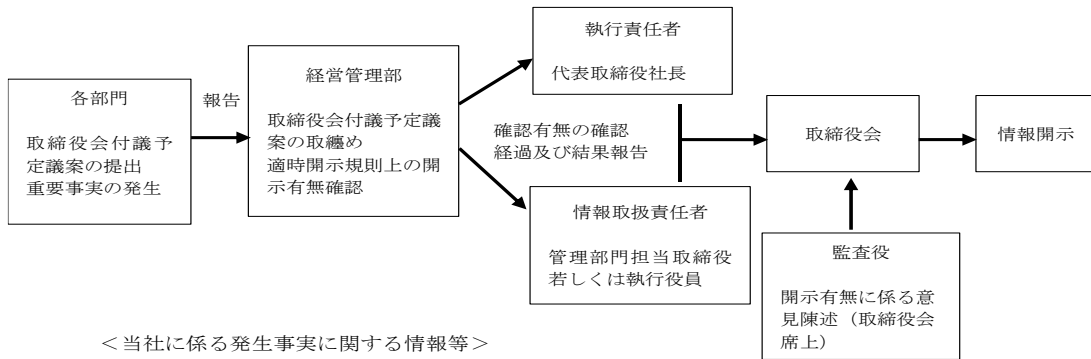 各部門
取締役会付議予
定議案の提出
重要事実の発生
報告
経営管理部
取締役会付議予定議
案の取纏め
適時開示規則上の開
示有無確認
執行責任者
代表取締役社長
確認有無の確認
経過及び結果報告
情報取扱責任者
管理部門担当取締役
若しくは執行役員
取締役会
情報開示
監査役
開示有無に係る意
見陳述（取締役会
席上）
＜当社に係る発生事実に関する情報等＞